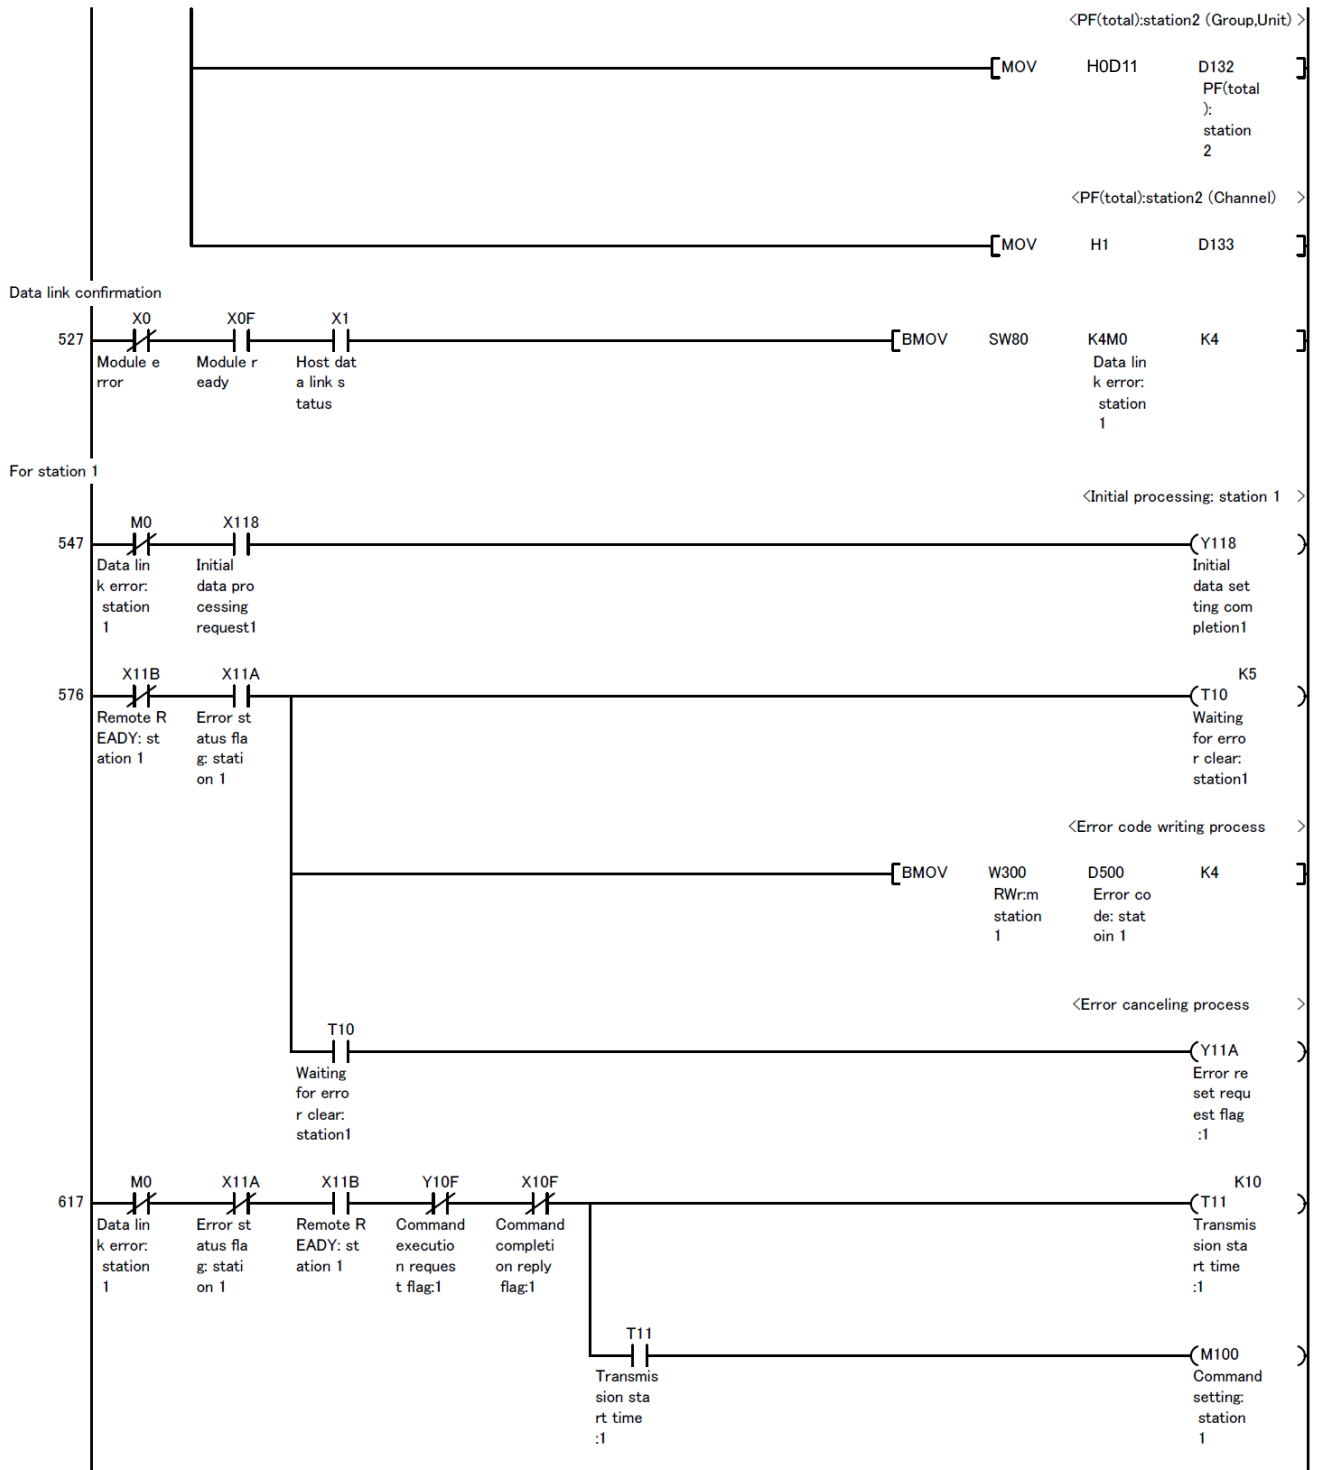 <PF(total):station2 (Group,Unit) >
MOV H0D11 D132
PF(total
):
station
2
<PF(total):station2 (Channel) >
MOV H1 D133
Data link confirmation
X0 X0F X1
527 BMOV SW80 K4M0 K4
Module e Module r Host dat Data lin
rror eady a link s k error:
tatus station
1
For station 1
<Initial processing: station 1 >
M0 X118
547 Y118
Data lin Initial Initial
k error: data pro data set
station cessing ting com
1 request1 pletion1
X11B X11A K5
576 T10
Remote R Error st Waiting
EADY: st atus fla for erro
ation 1 g: stati r clear:
on 1 station1
<Error code writing process >
BMOV W300 D500 K4
RWr:m Error co
station de: stat
1 oin 1
<Error canceling process >
T10
Y11A
Waiting Error re
for erro set requ
r clear: est flag
station1 :1
M0 X11A X11B Y10F X10F K10
617 T11
Data lin Error st Remote R Command Command Transmis
k error: atus fla EADY: st executio completi sion sta
station g: stati ation 1 n reques on reply rt time
1 on 1 t flag:1 flag:1 :1
T11
M100
Transmis Command
sion sta setting:
rt time station
:1 1